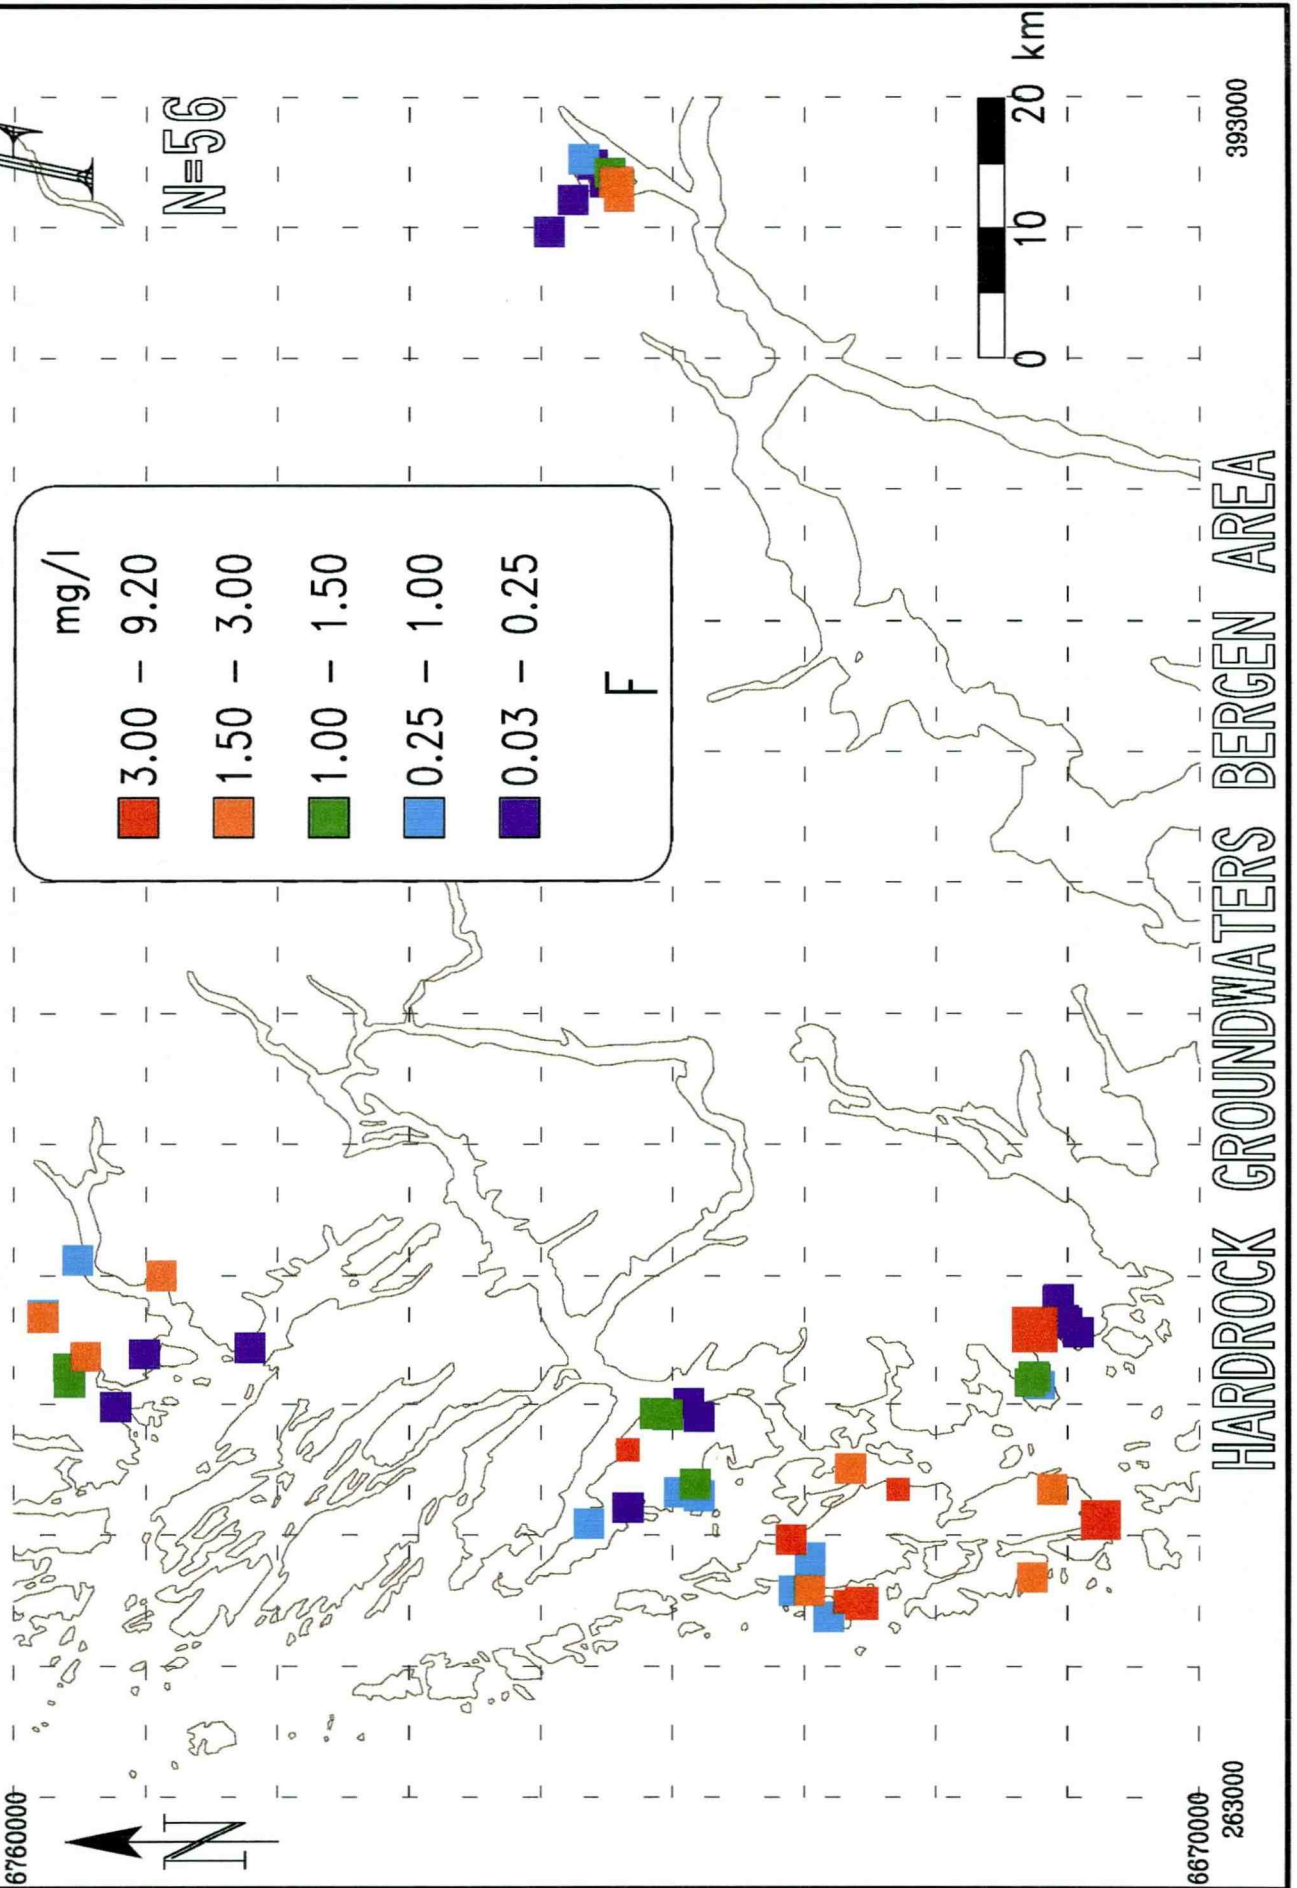 N=56
mg/l
3.00 – 9.20
1.50 – 3.00
1.00 – 1.50
0.25 – 1.00
0.03 – 0.25
F
6760000
N
0 10 20 km
6670000
263000
393000
HARDROCK GROUNDWATERS BERGEN AREA